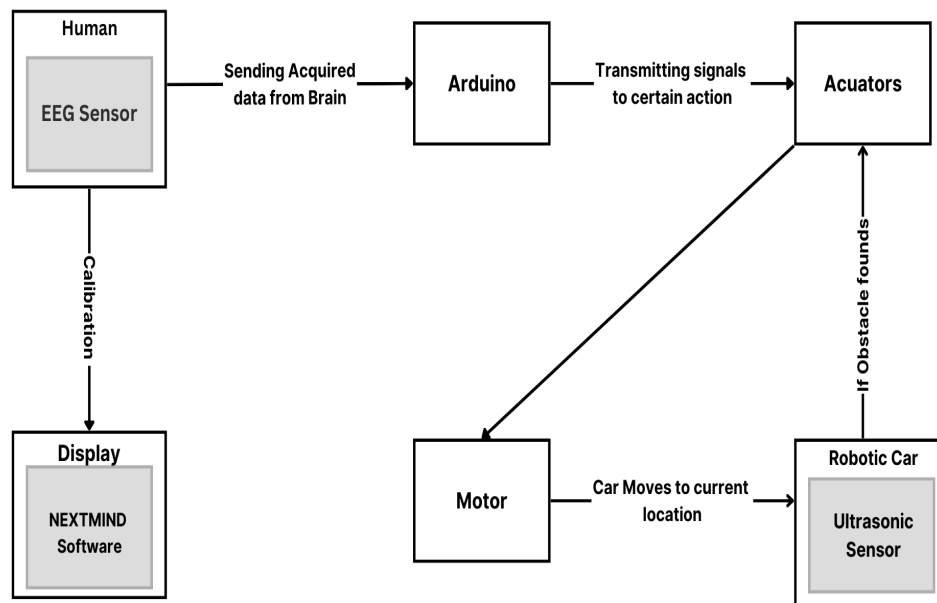 Human
EEG Sensor
Sending Acquired
data from Brain
Arduino
Transmitting signals
to certain action
Acuators
Calibration
If Obstacle founds
Display
NEXTMIND
Software
Motor
Car Moves to current
location
Robotic Car
Ultrasonic
Sensor